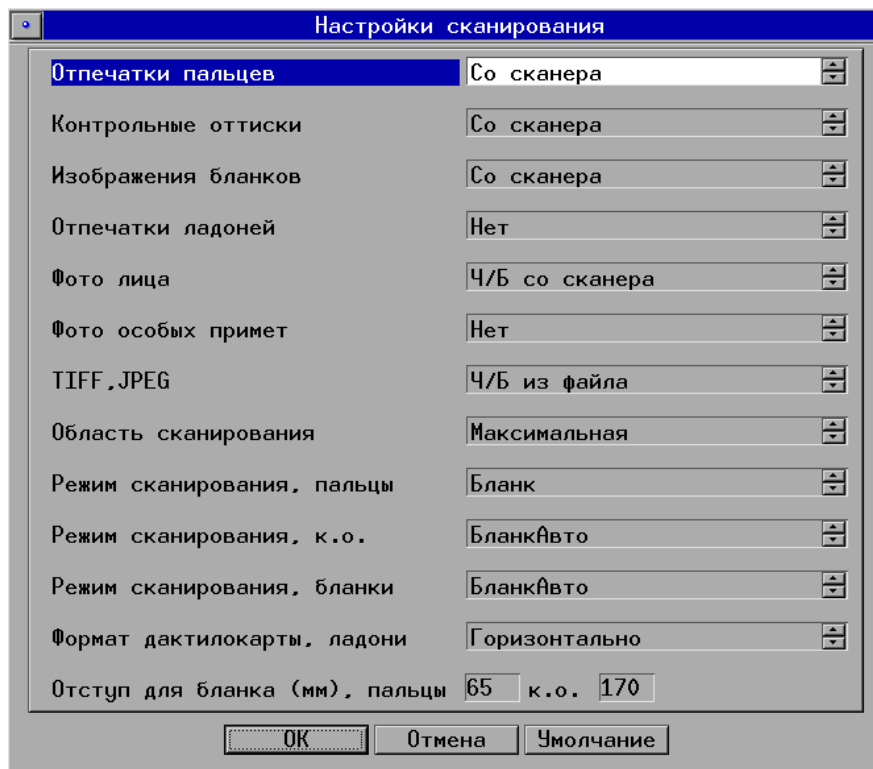 Настройки сканирования
Отпечатки пальцев Со сканера
Контрольные оттиски Со сканера
Изображения бланков Со сканера
Отпечатки ладоней Нет
Фото лица Ч/Б со сканера
Фото особых примет Нет
TIFF,JPEG Ч/Б из файла
Область сканирования Максимальная
Режим сканирования, пальцы Бланк
Режим сканирования, к.о. БланкАвто
Режим сканирования, бланки БланкАвто
Формат дактилокарты, ладони Горизонтально
Отступ для бланка (мм), пальцы 65 к.о. 170
ОК Отмена Умолчание